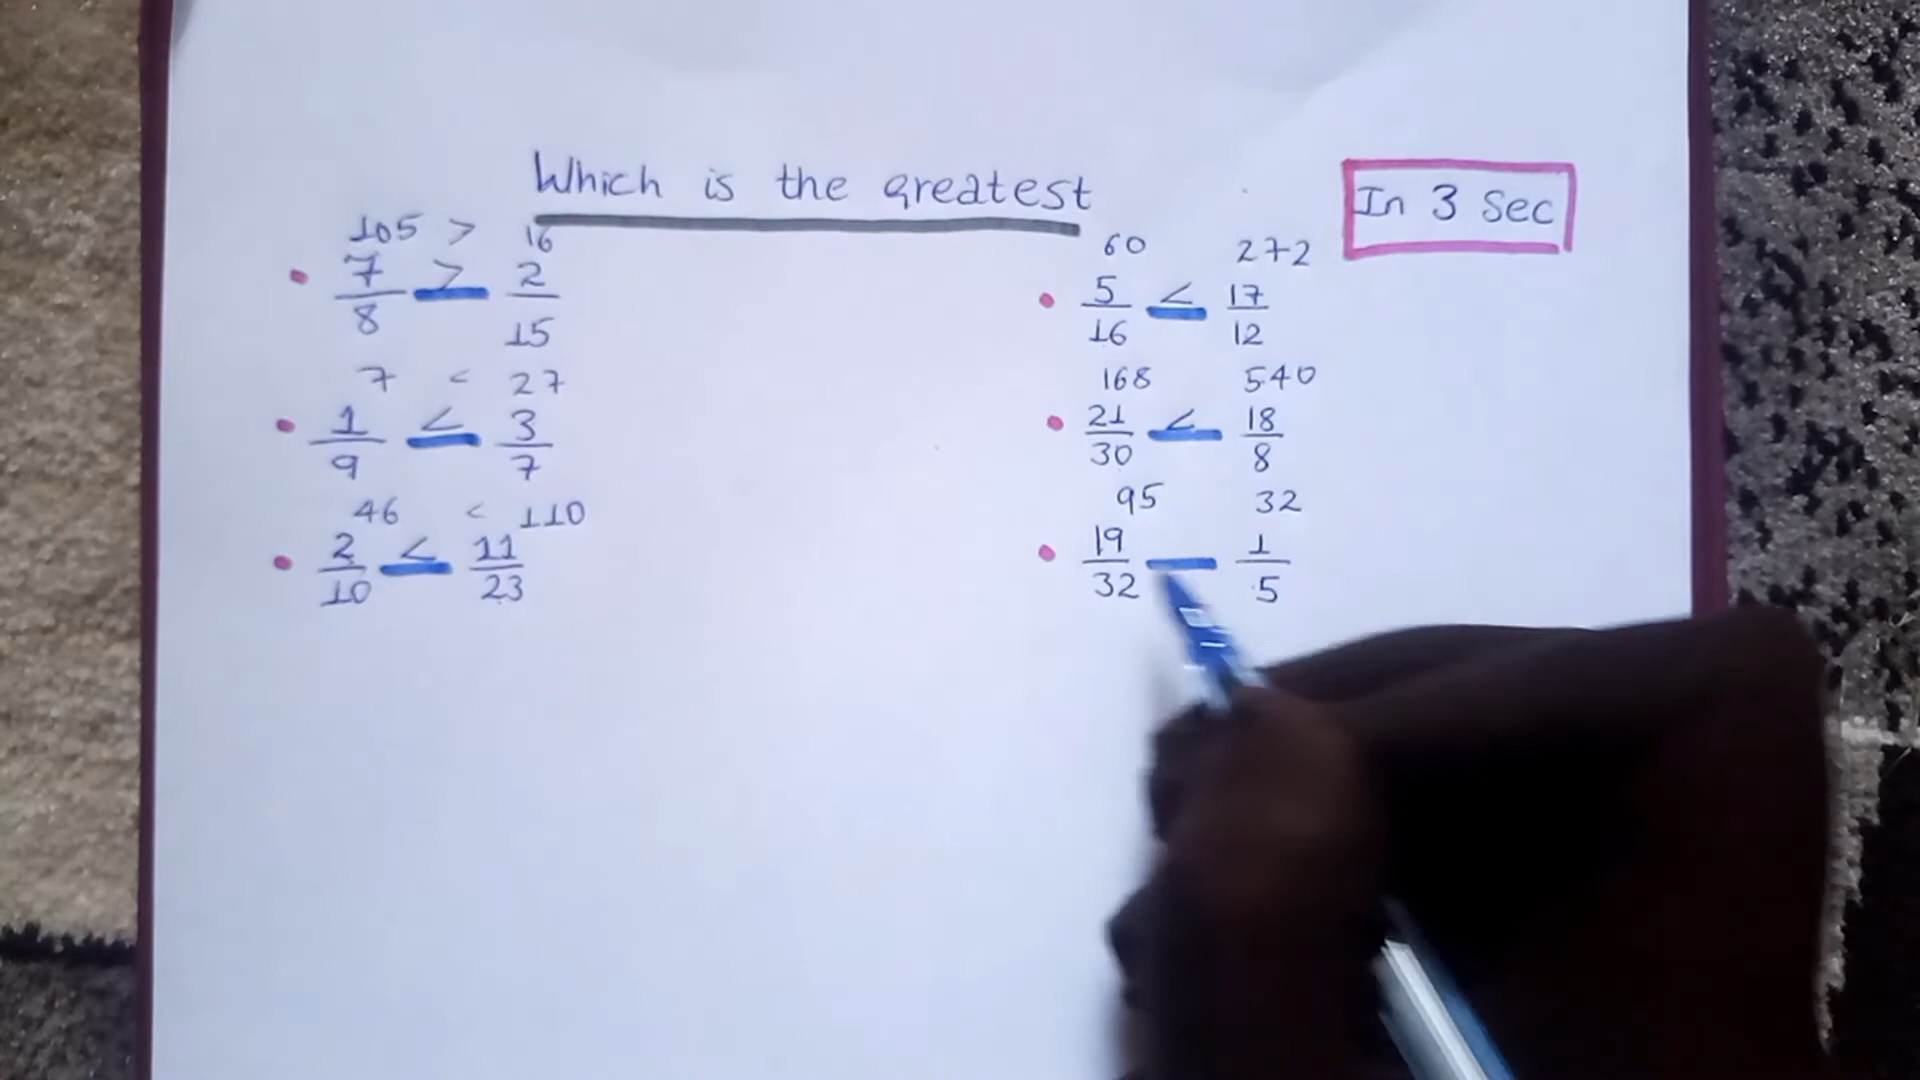 Which is the greatest
In 3 Sec
105 > 16
7/8 > 2/15
7 < 27
1/9 < 3/7
46 < 110
2/10 < 11/23
60 272
5/16 < 17/12
168 540
21/30 < 18/8
95 32
19/32 1/5